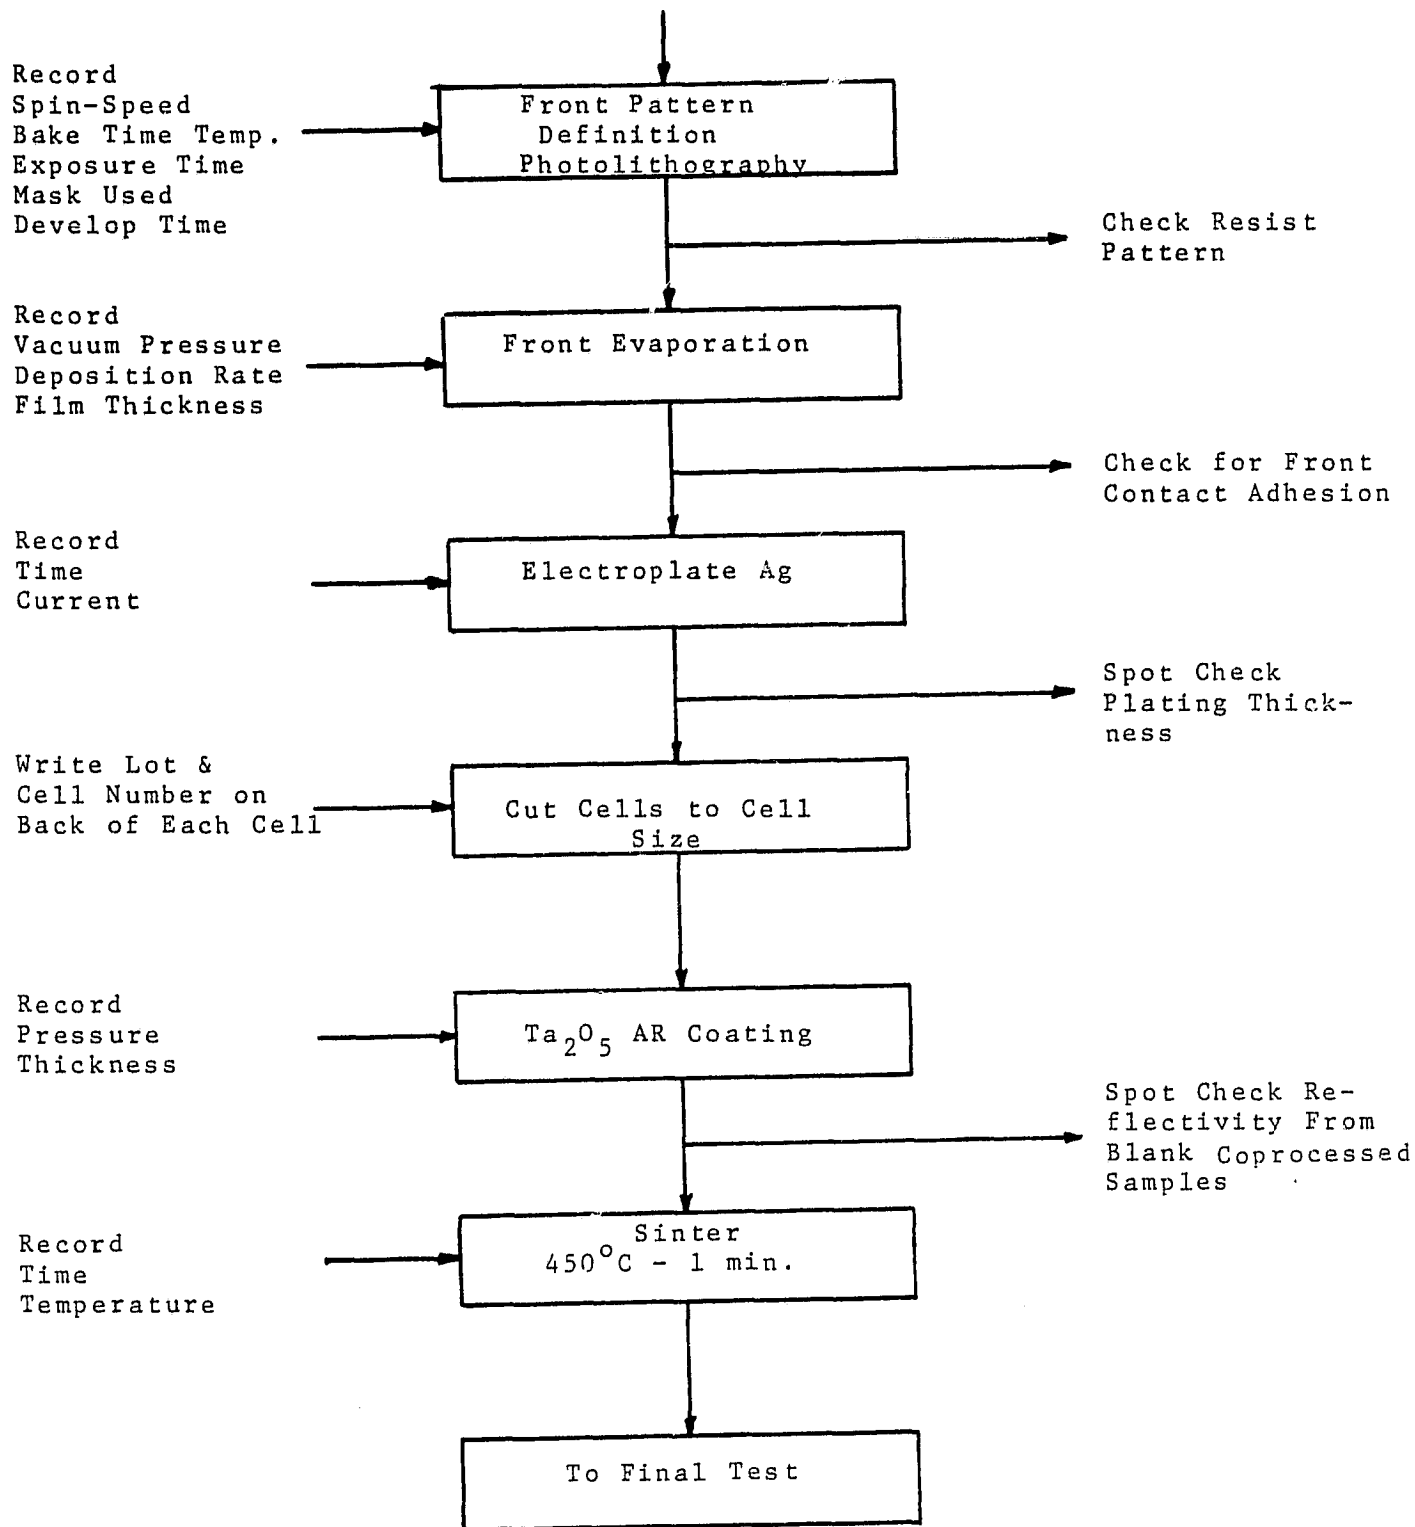 Record
Spin-Speed
Bake Time Temp.
Exposure Time
Mask Used
Develop Time
Front Pattern
Definition
Photolithography
Check Resist
Pattern
Record
Vacuum Pressure
Deposition Rate
Film Thickness
Front Evaporation
Check for Front
Contact Adhesion
Record
Time
Current
Electroplate Ag
Spot Check
Plating Thick-
ness
Write Lot &
Cell Number on
Back of Each Cell
Cut Cells to Cell
Size
Record
Pressure
Thickness
Ta₂O₅ AR Coating
Spot Check Re-
flectivity From
Blank Coprocessed
Samples
Record
Time
Temperature
Sinter
450°C - 1 min.
To Final Test